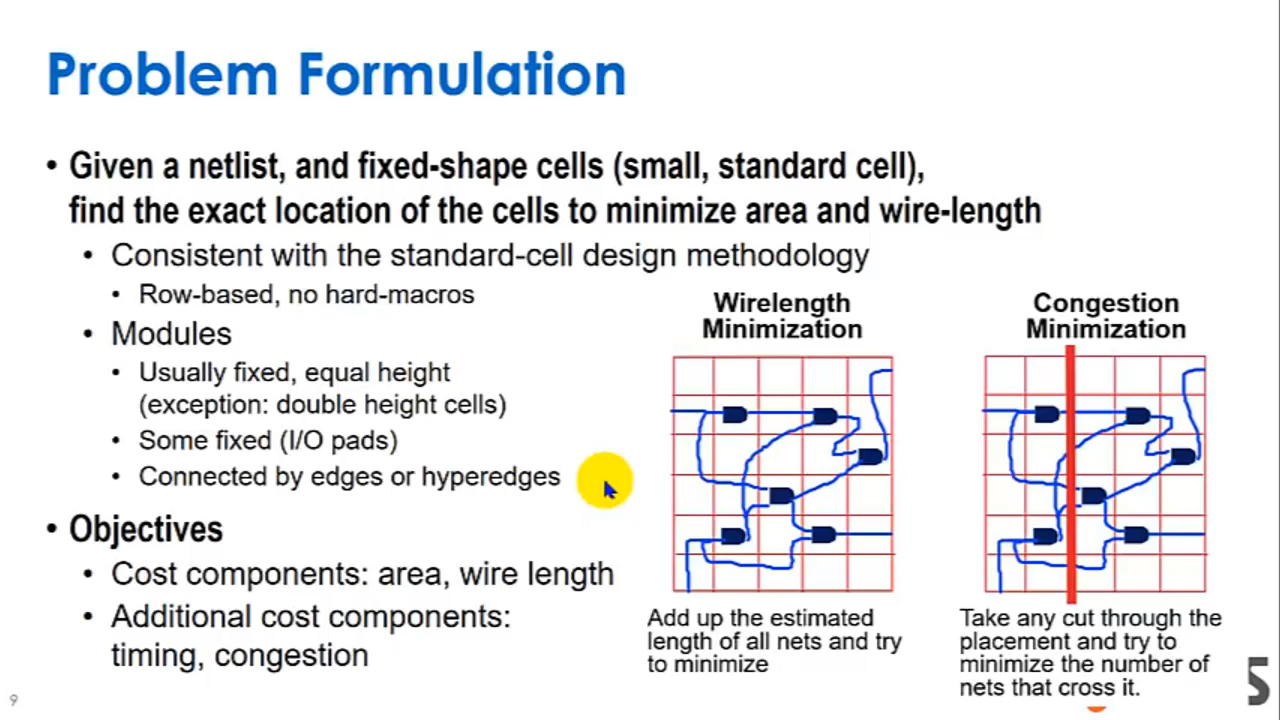 Problem Formulation
• Given a netlist, and fixed-shape cells (small, standard cell),
find the exact location of the cells to minimize area and wire-length
• Consistent with the standard-cell design methodology
• Row-based, no hard-macros
• Modules
• Usually fixed, equal height
(exception: double height cells)
• Some fixed (I/O pads)
• Connected by edges or hyperedges
• Objectives
• Cost components: area, wire length
• Additional cost components:
timing, congestion
Wirelength
Minimization
Add up the estimated
length of all nets and try
to minimize
Congestion
Minimization
Take any cut through the
placement and try to
minimize the number of
nets that cross it.
9